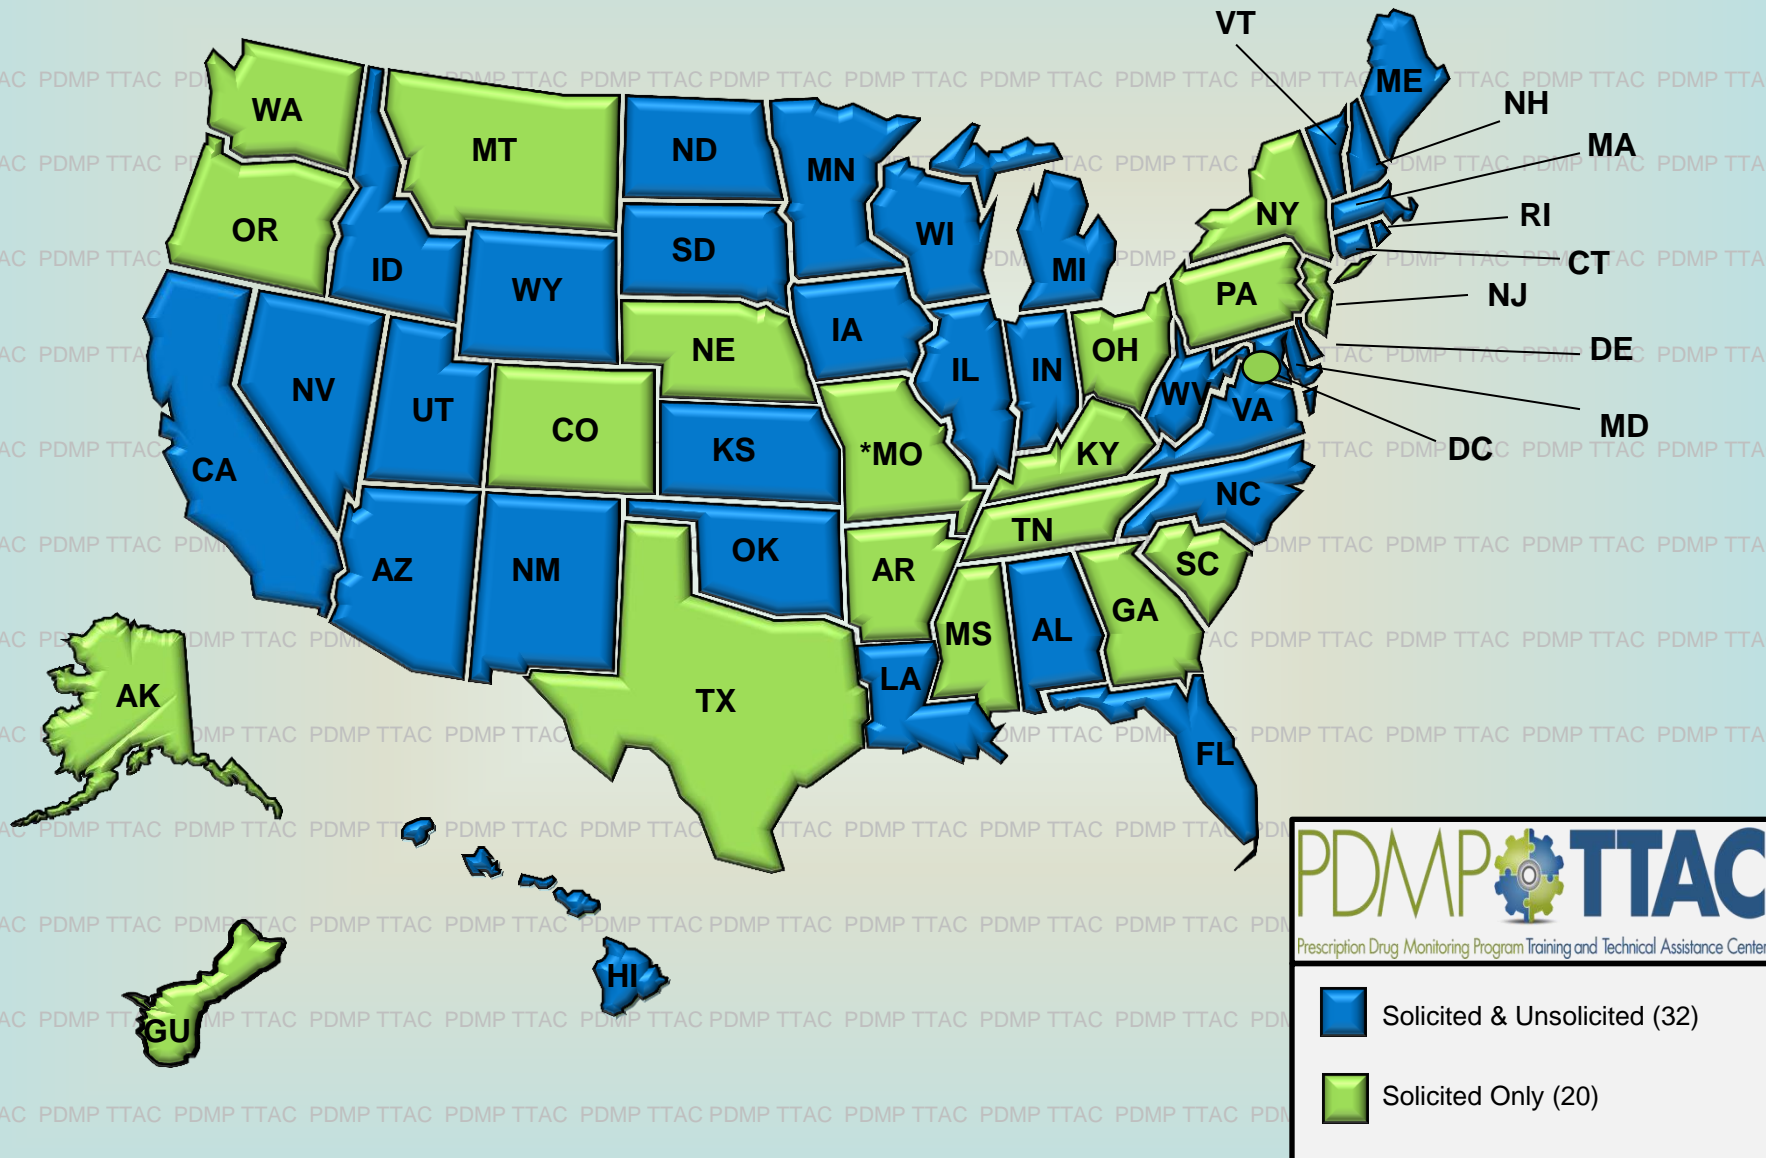 VT
ME
WA
NH
MT
ND
MN
MA
OR
NY
RI
WI
SD
ID
MI
CT
WY
PA
NJ
IA
NE
OH
DE
IL
IN
NV
WV
UT
VA
CO
MD
KS
*MO
KY
DC
CA
NC
TN
OK
AZ
NM
AR
SC
GA
MS
AL
LA
AK
TX
FL
HI
GU
PDMP TTAC
Prescription Drug Monitoring Program Training and Technical Assistance Center
Solicited & Unsolicited (32)
Solicited Only (20)